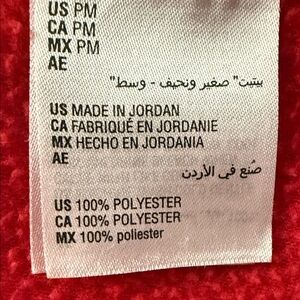 US PM
CA PM
MX PM
AE
بيتيت" صغير ونحيف - وسط"
US MADE IN JORDAN
CA FABRIQUÉ EN JORDANIE
MX HECHO EN JORDANIA
AE
صُنع في الأردن
US 100% POLYESTER
CA 100% POLYESTER
MX 100% poliester